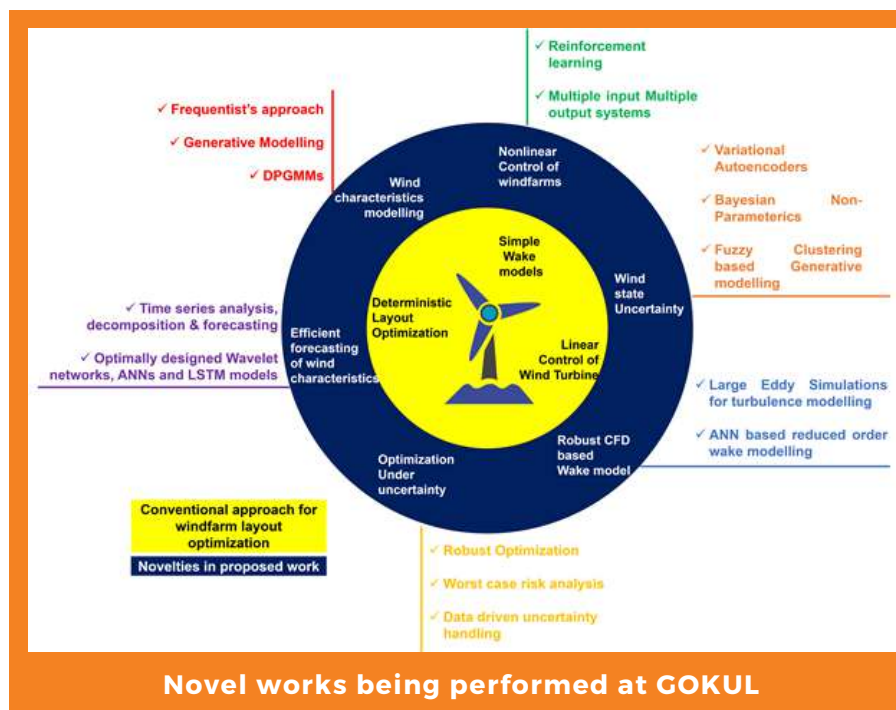 ✓ Reinforcement
learning
✓ Multiple input Multiple
output systems
✓ Frequentist's approach
✓ Generative Modelling
✓ DPGMMs
✓ Variational
Autoencoders
✓ Bayesian Non-
Parameterics
✓ Fuzzy Clustering
based Generative
modelling
Wind
characteristics
modelling
Nonlinear
Control of
windfarms
Wind
state
Uncertainty
Robust CFD
based
Wake model
Optimization
Under
uncertainty
Efficient
forecasting
of wind
characteristics
Simple
Wake
models
Deterministic
Layout
Optimization
Linear
Control of
Wind Turbine
✓ Time series analysis,
decomposition & forecasting
✓ Optimally designed Wavelet
networks, ANNs and LSTM models
✓ Large Eddy Simulations
for turbulence modelling
✓ ANN based reduced order
wake modelling
Conventional approach for
windfarm layout
optimization
Novelties in proposed work
✓ Robust Optimization
✓ Worst case risk analysis
✓ Data driven uncertainty
handling
Novel works being performed at GOKUL